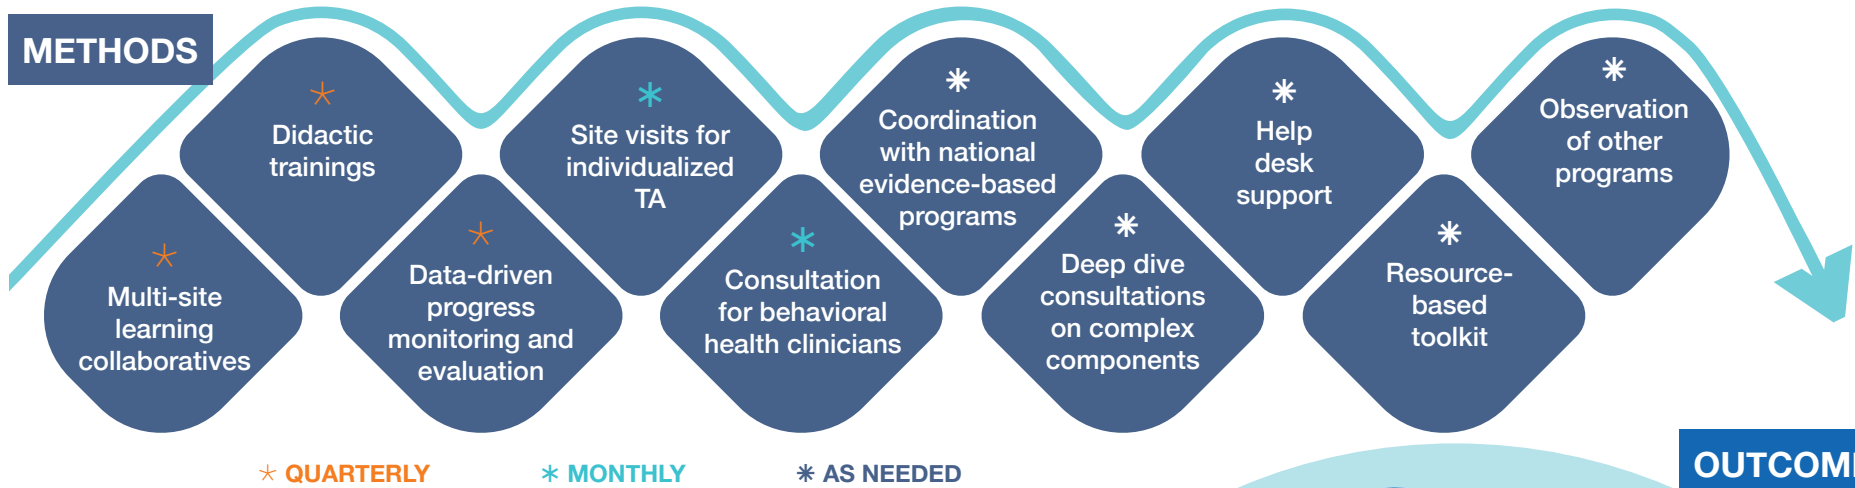 METHODS
Multi-site
learning
collaboratives
Didactic
trainings
Data-driven
progress
monitoring and
evaluation
Site visits for
individualized
TA
Consultation
for behavioral
health clinicians
Coordination
with national
evidence-based
programs
Deep dive
consultations
on complex
components
Help
desk
support
Resource-
based
toolkit
Observation
of other
programs
QUARTERLY
MONTHLY
AS NEEDED